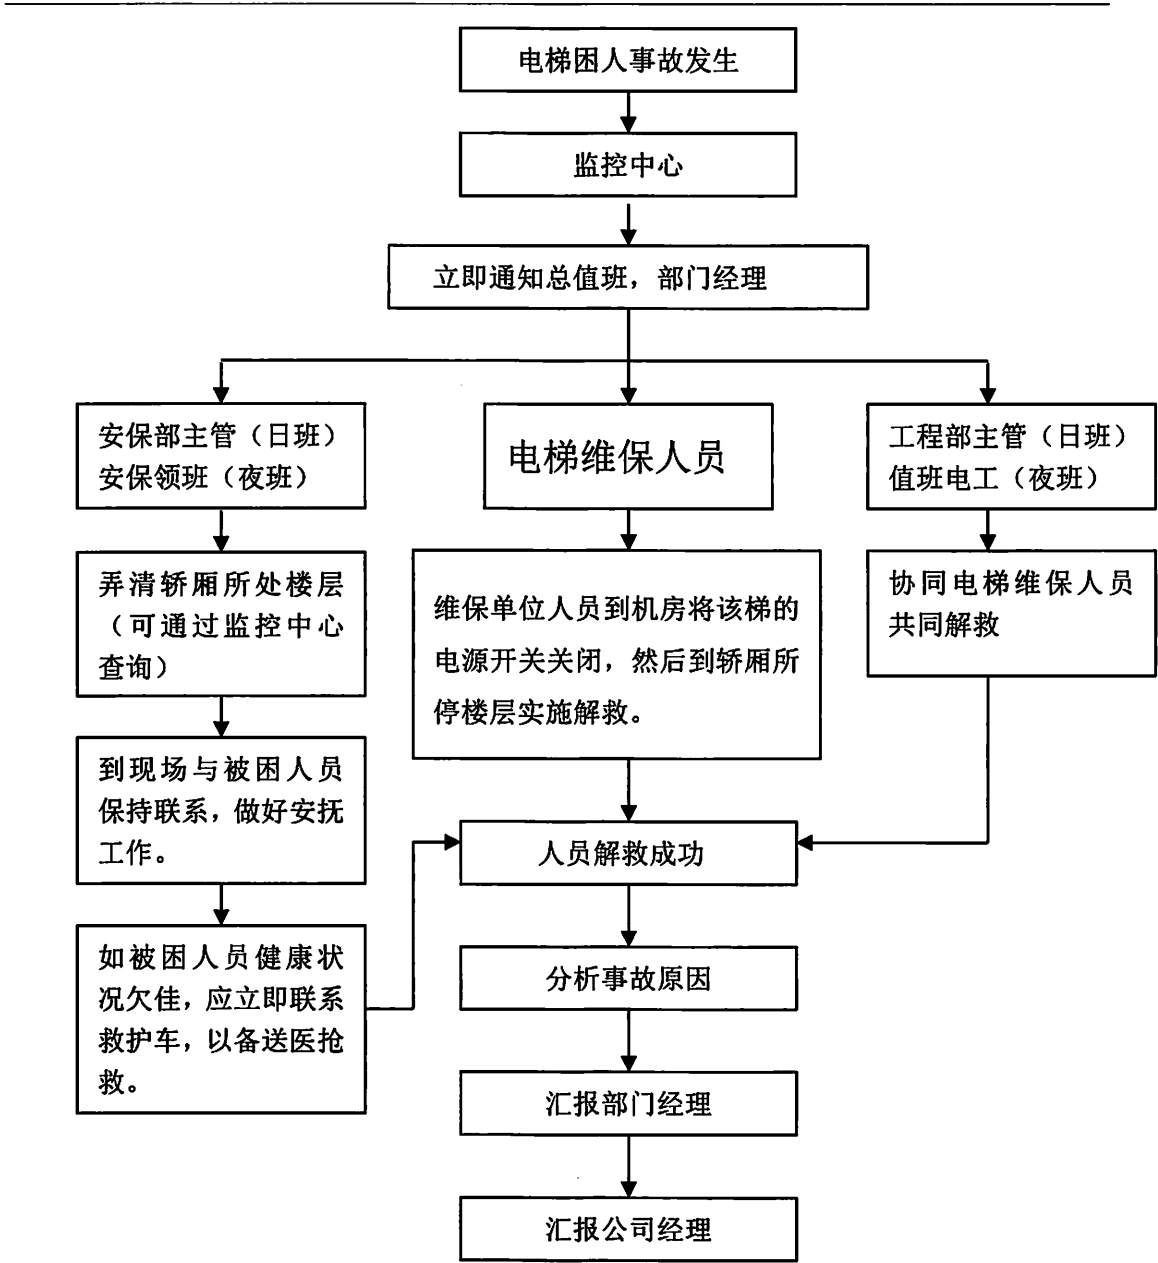 电梯困人事故发生
监控中心
立即通知总值班，部门经理
安保部主管（日班）
安保领班（夜班）
电梯维保人员
工程部主管（日班）
值班电工（夜班）
弄清轿厢所处楼层
（可通过监控中心
查询）
维保单位人员到机房将该梯的
电源开关关闭，然后到轿厢所
停楼层实施解救。
协同电梯维保人员
共同解救
到现场与被困人员
保持联系，做好安抚
工作。
人员解救成功
如被困人员健康状
况欠佳，应立即联系
救护车，以备送医抢
救。
分析事故原因
汇报部门经理
汇报公司经理